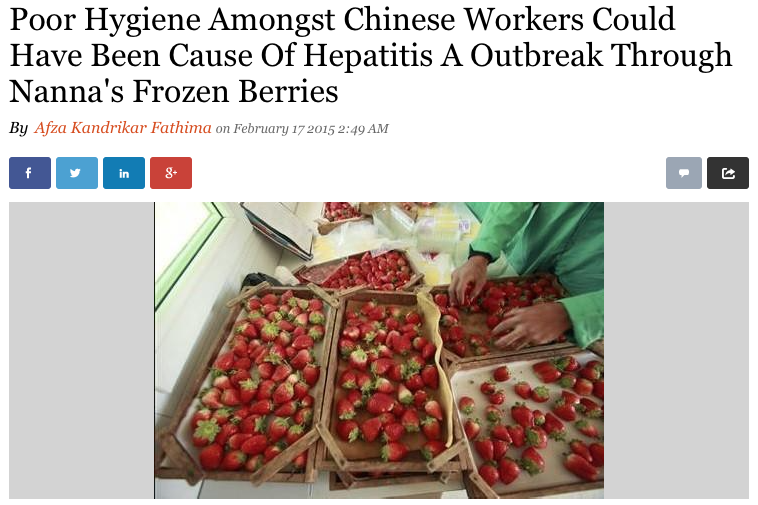 Poor Hygiene Amongst Chinese Workers Could
Have Been Cause Of Hepatitis A Outbreak Through
Nanna's Frozen Berries
By Afza Kandrikar Fathima on February 17 2015 2:49 AM
f
in
g+